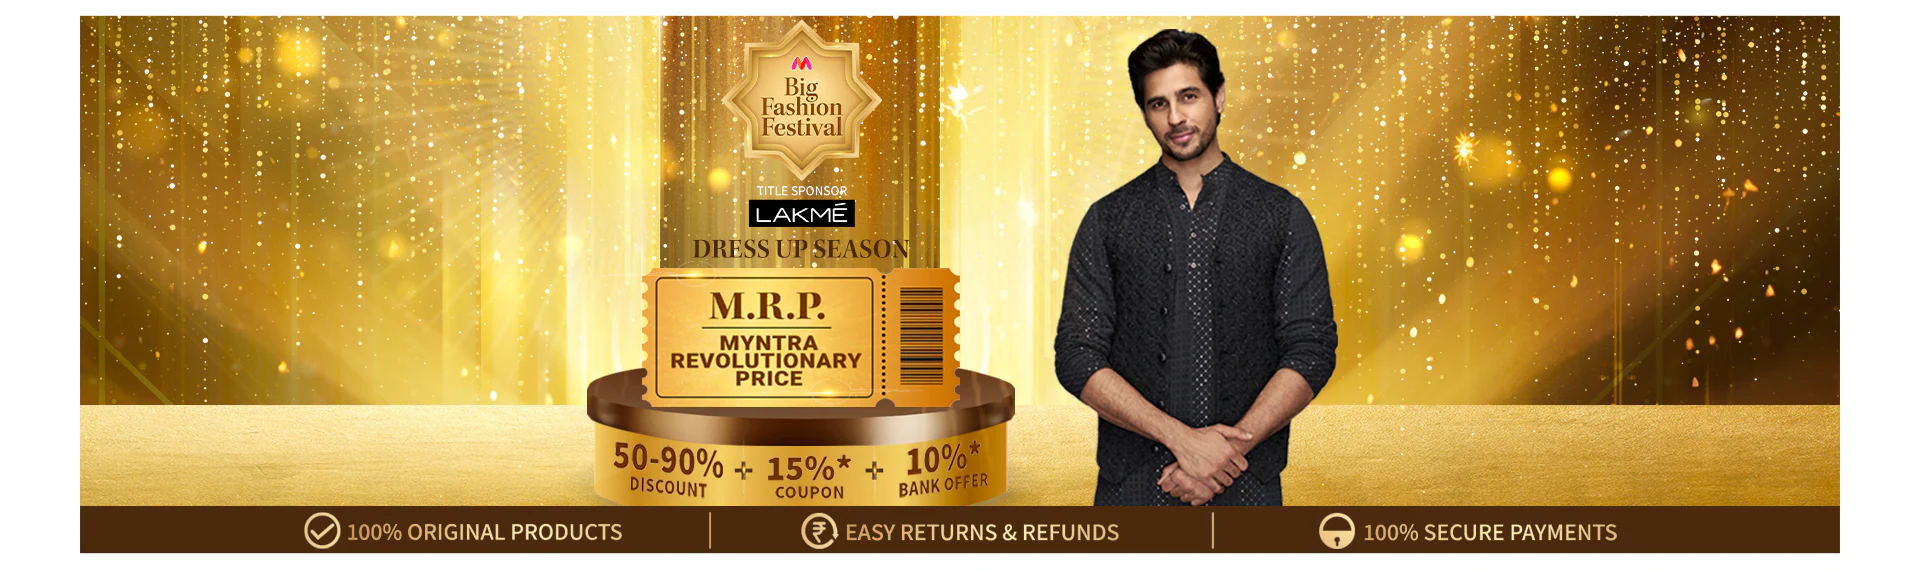 Big
Fashion
Festival
TITLE SPONSOR
LAKMÉ
DRESS UP SEASON
M.R.P.
MYNTRA
REVOLUTIONARY
PRICE
50-90% + 15%* + 10%*
DISCOUNT COUPON BANK OFFER
100% ORIGINAL PRODUCTS
EASY RETURNS & REFUNDS
100% SECURE PAYMENTS